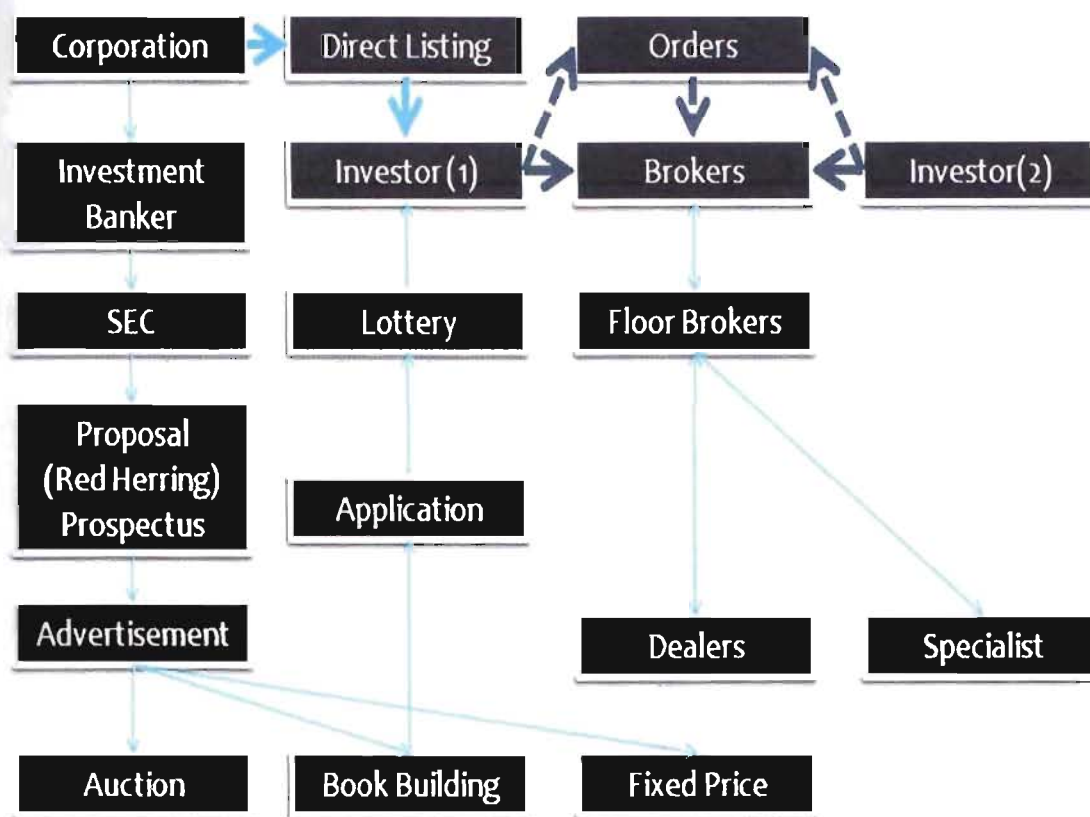 Corporation
Direct Listing
Orders
Investment
Banker
Investor (1)
Brokers
Investor(2)
SEC
Lottery
Floor Brokers
Proposal
(Red Herring)
Prospectus
Application
Advertisement
Dealers
Specialist
Auction
Book Building
Fixed Price